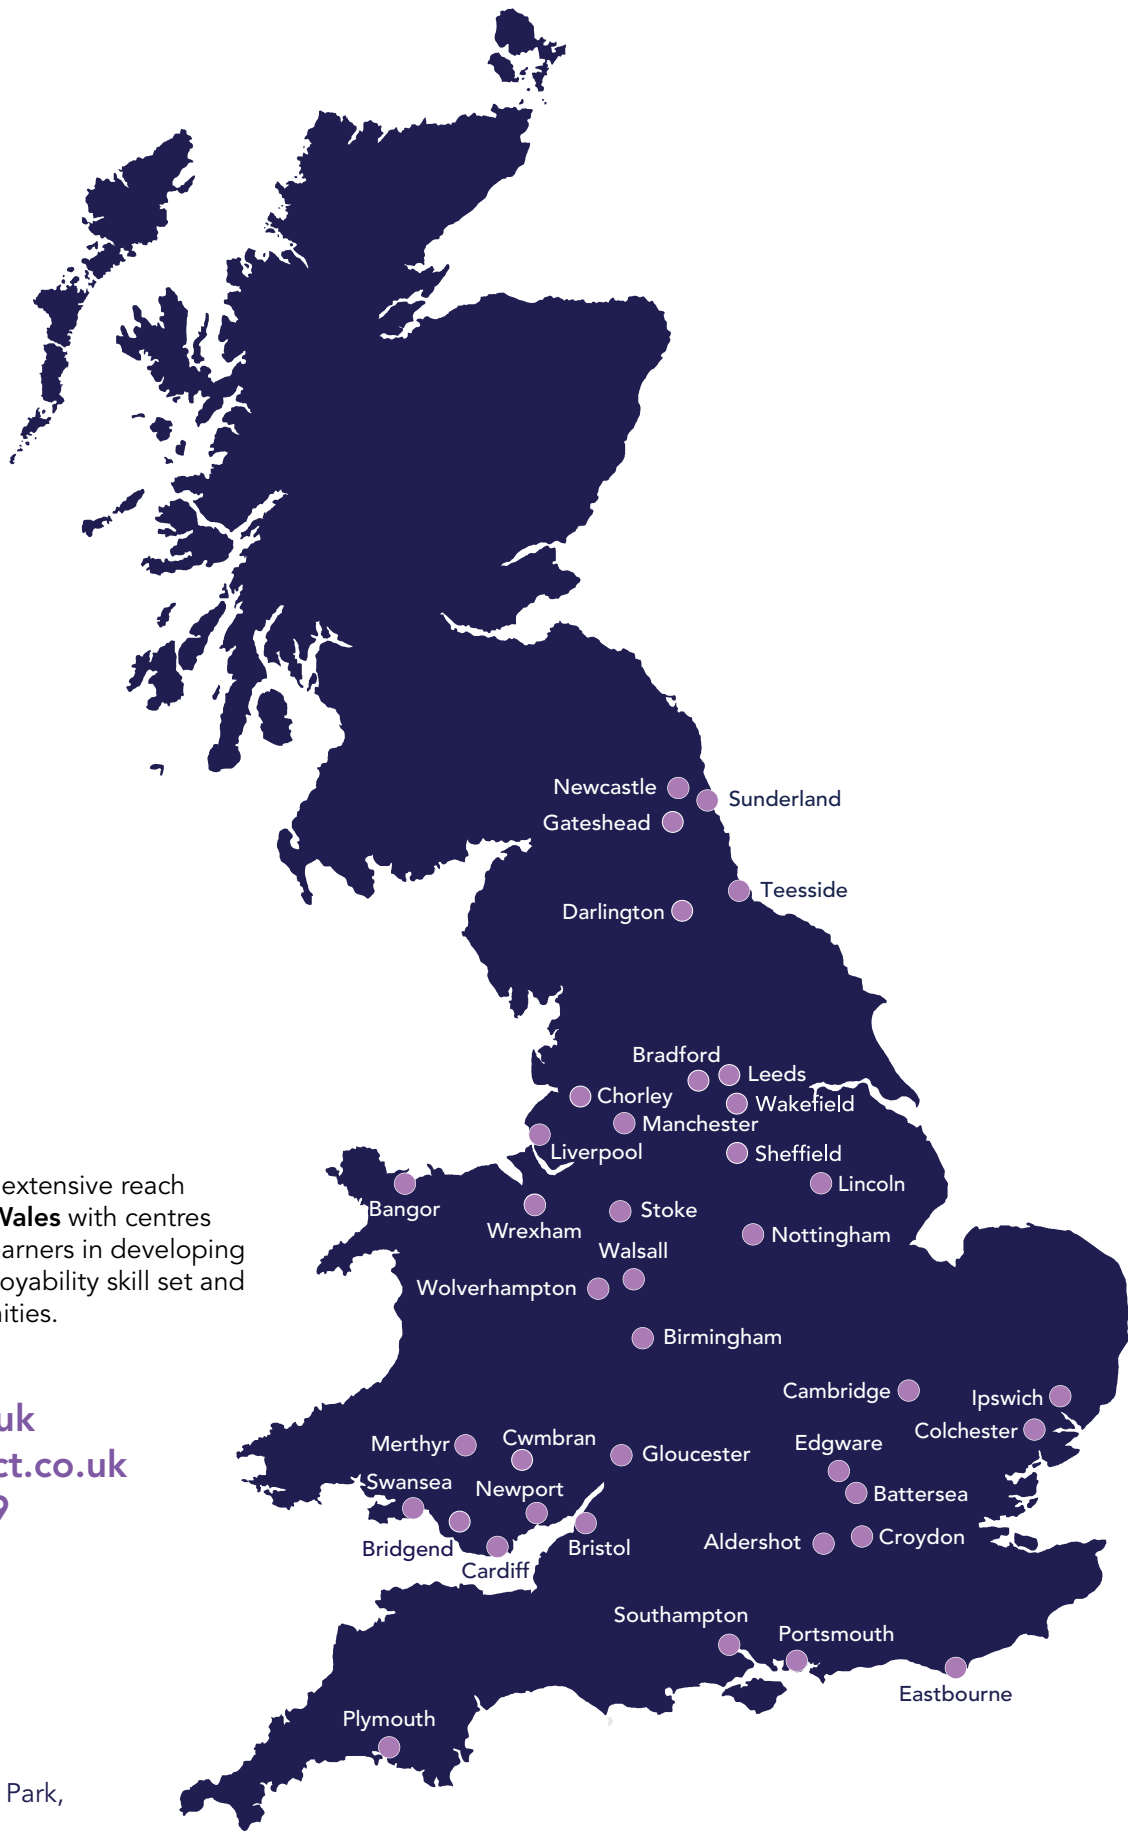 Newcastle
Sunderland
Gateshead
Teesside
Darlington
Bradford
Leeds
Chorley
Wakefield
Manchester
Liverpool
Sheffield
Lincoln
Bangor
Stoke
Wrexham
Nottingham
Walsall
Wolverhampton
Birmingham
Cambridge
Ipswich
Colchester
Merthyr
Cwmbran
Gloucester
Edgware
Swansea
Newport
Battersea
Bridgend
Cardiff
Bristol
Aldershot
Croydon
Southampton
Portsmouth
Eastbourne
Plymouth
extensive reach
Wales with centres
arners in developing
oyability skill set and
ities.
uk
ct.co.uk
9
Park,